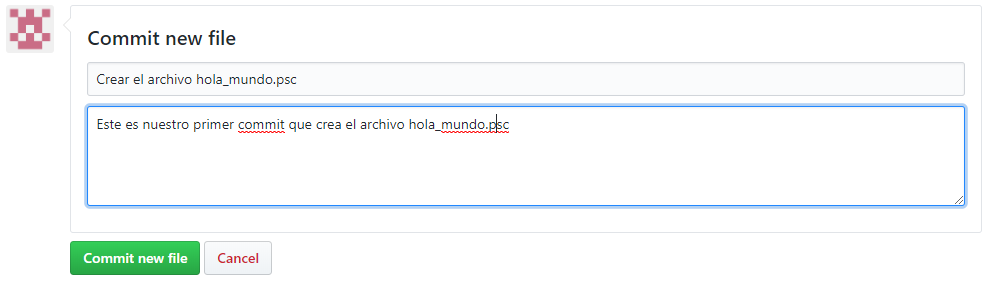 Commit new file
Crear el archivo hola_mundo.psc
Este es nuestro primer commit que crea el archivo hola_mundo.psc
Commit new file
Cancel